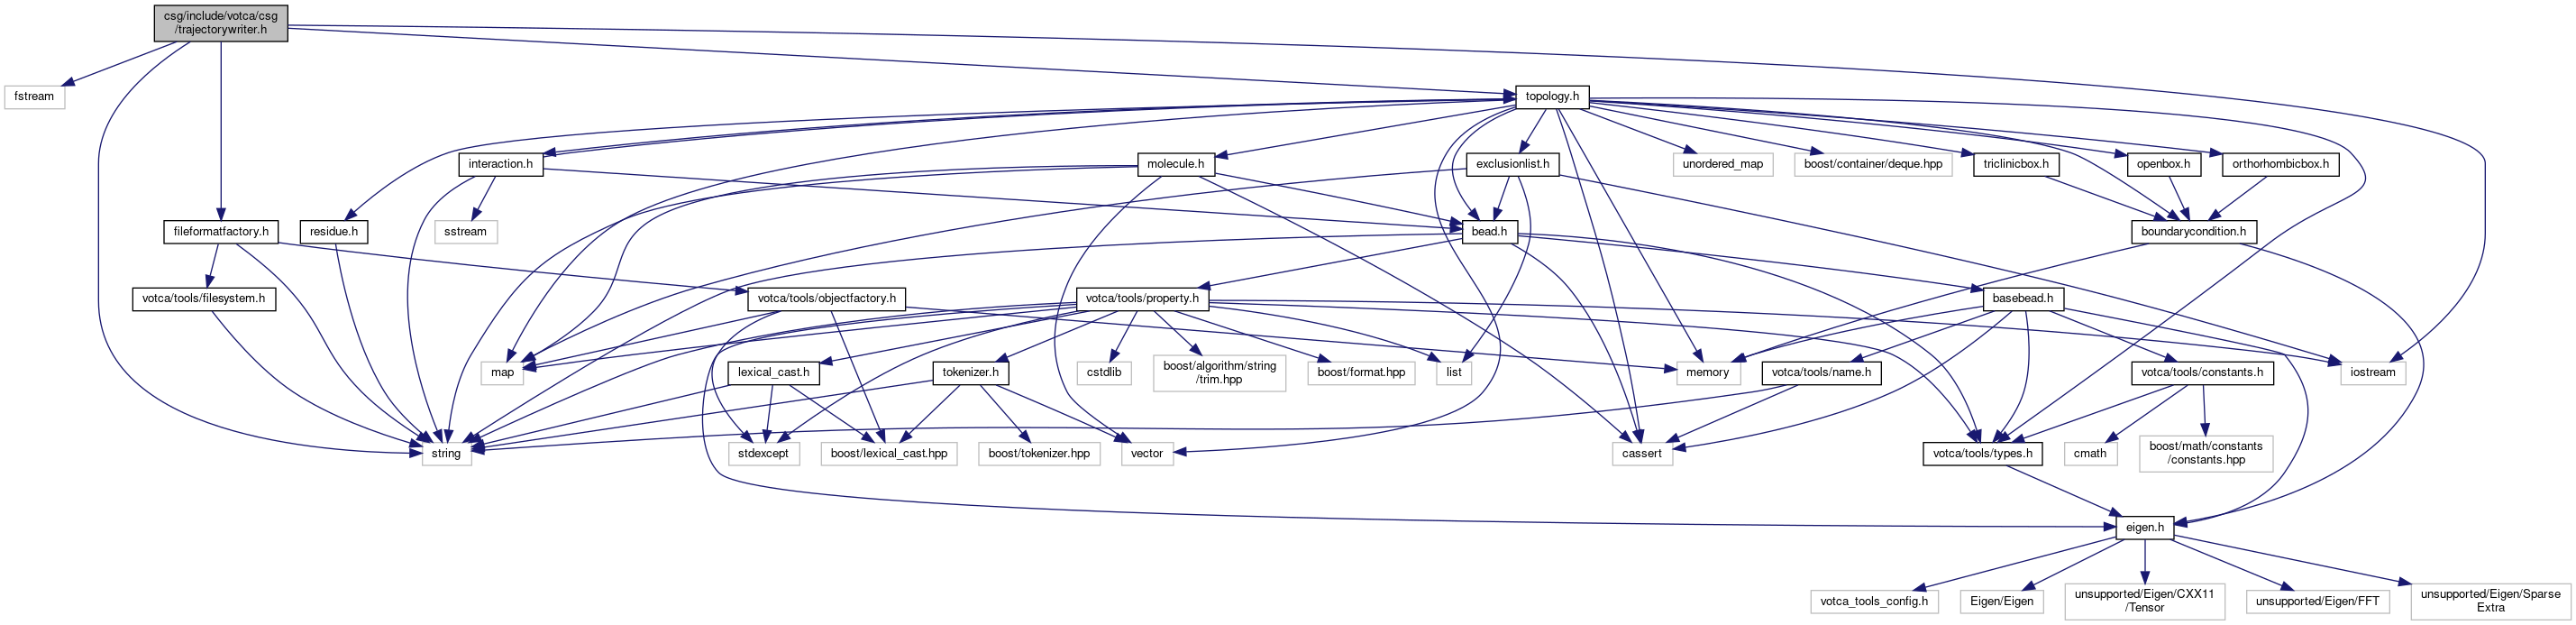 csg/include/votca/csg
/trajectorywriter.h
fstream
topology.h
interaction.h
molecule.h
exclusionlist.h
unordered_map
boost/container/deque.hpp
triclinicbox.h
openbox.h
orthorhombicbox.h
fileformatfactory.h
residue.h
sstream
bead.h
boundarycondition.h
votca/tools/filesystem.h
votca/tools/objectfactory.h
votca/tools/property.h
basebead.h
map
lexical_cast.h
tokenizer.h
cstdlib
boost/algorithm/string
/trim.hpp
boost/format.hpp
list
memory
votca/tools/name.h
votca/tools/constants.h
iostream
string
stdexcept
boost/lexical_cast.hpp
boost/tokenizer.hpp
vector
cassert
votca/tools/types.h
cmath
boost/math/constants
/constants.hpp
eigen.h
votca_tools_config.h
Eigen/Eigen
unsupported/Eigen/CXX11
/Tensor
unsupported/Eigen/FFT
unsupported/Eigen/Sparse
Extra